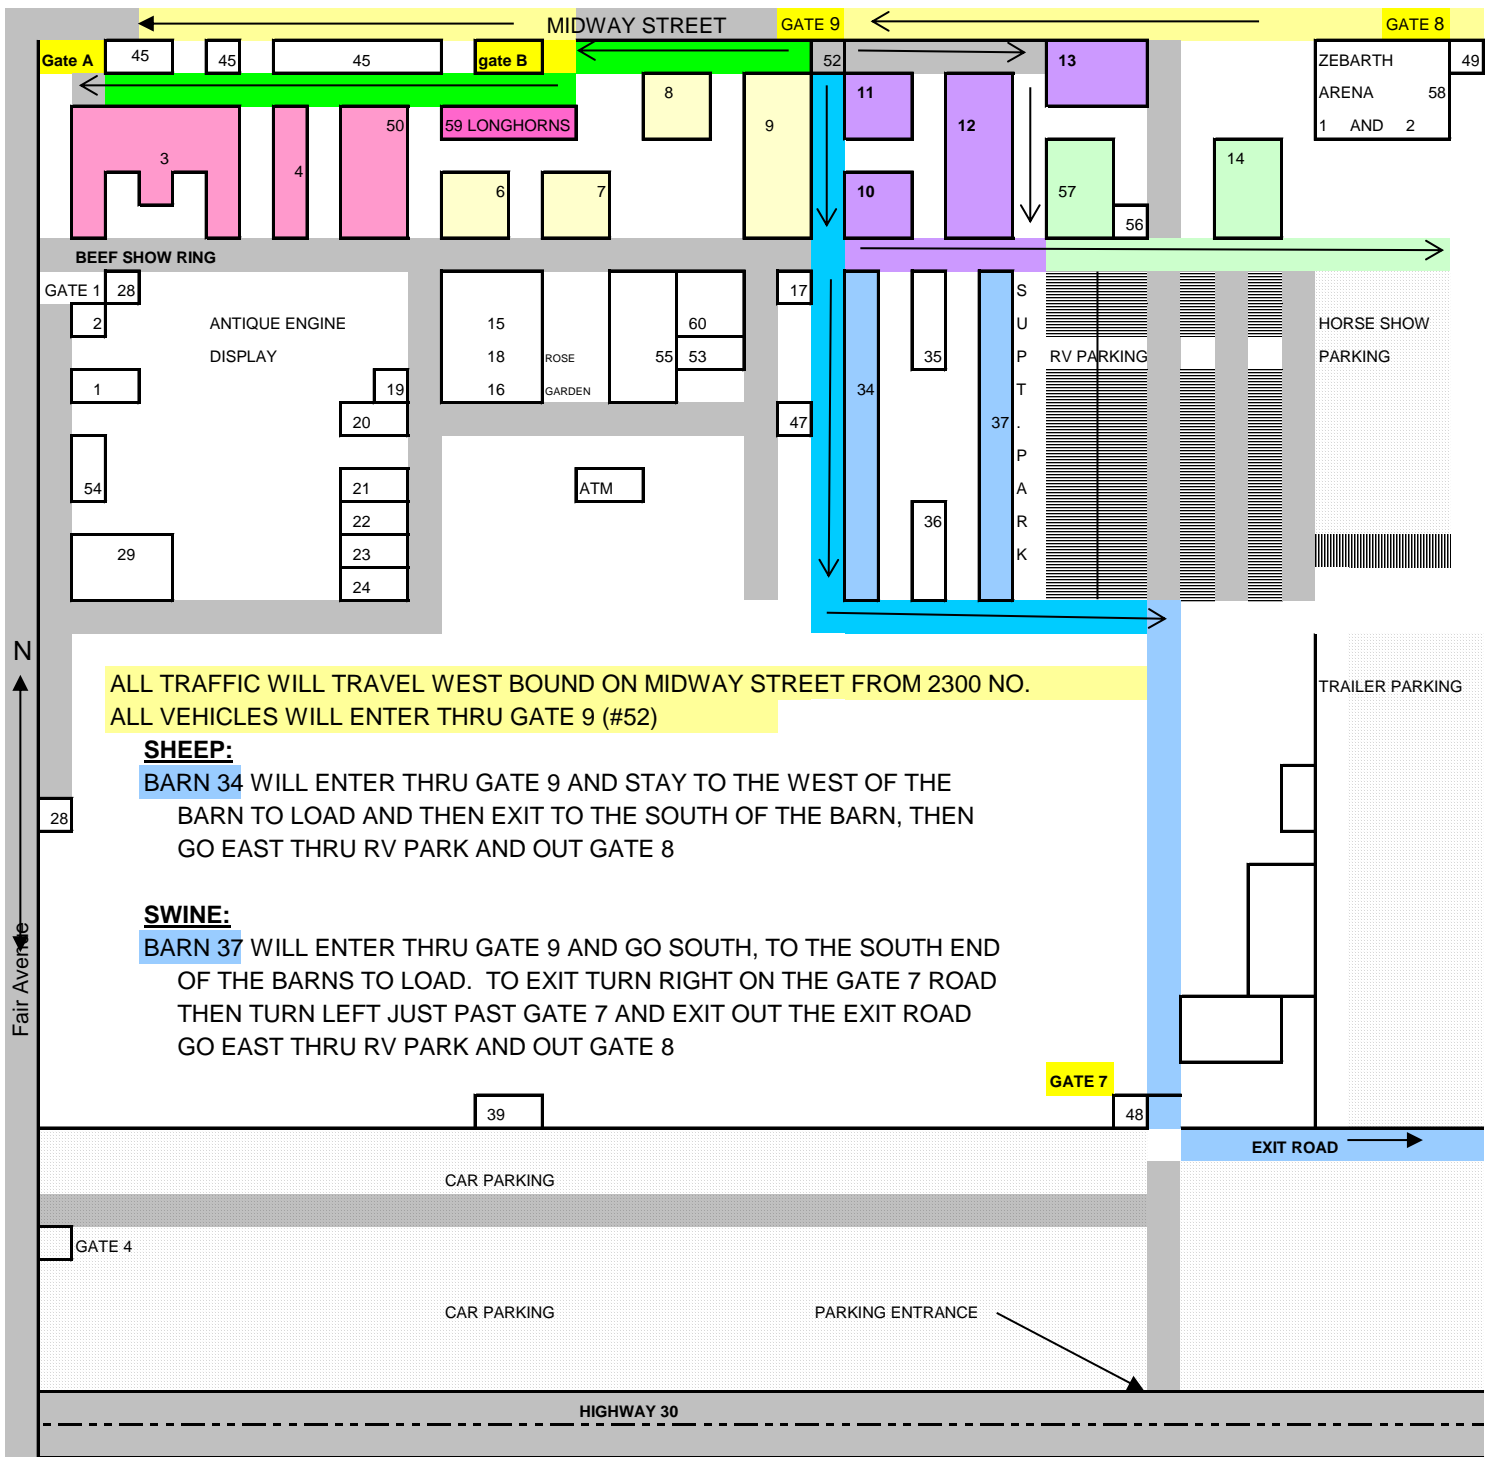 MIDWAY STREET GATE 9 GATE 8
Gate A 45 45 45 gate B 52 13 ZEBARTH 49
8 11 ARENA 58
50 59 LONGHORNS 9 12 1 AND 2
3 14
4 6 7 10 57
56
BEEF SHOW RING
GATE 1 28 17 S
2 ANTIQUE ENGINE 15 60 U HORSE SHOW
DISPLAY 18 ROSE 55 53 35 P RV PARKING PARKING
1 19 16 GARDEN 34 T
20 47 37 .
P
54 21 ATM A
22 36 R
29 23 K
24
N
ALL TRAFFIC WILL TRAVEL WEST BOUND ON MIDWAY STREET FROM 2300 NO.
TRAILER PARKING
ALL VEHICLES WILL ENTER THRU GATE 9 (#52)
SHEEP:
BARN 34 WILL ENTER THRU GATE 9 AND STAY TO THE WEST OF THE
BARN TO LOAD AND THEN EXIT TO THE SOUTH OF THE BARN, THEN
28
GO EAST THRU RV PARK AND OUT GATE 8
SWINE:
BARN 37 WILL ENTER THRU GATE 9 AND GO SOUTH, TO THE SOUTH END
OF THE BARNS TO LOAD. TO EXIT TURN RIGHT ON THE GATE 7 ROAD
THEN TURN LEFT JUST PAST GATE 7 AND EXIT OUT THE EXIT ROAD
GO EAST THRU RV PARK AND OUT GATE 8
Fair Avenue
GATE 7
39 48
EXIT ROAD
CAR PARKING
GATE 4
CAR PARKING PARKING ENTRANCE
HIGHWAY 30